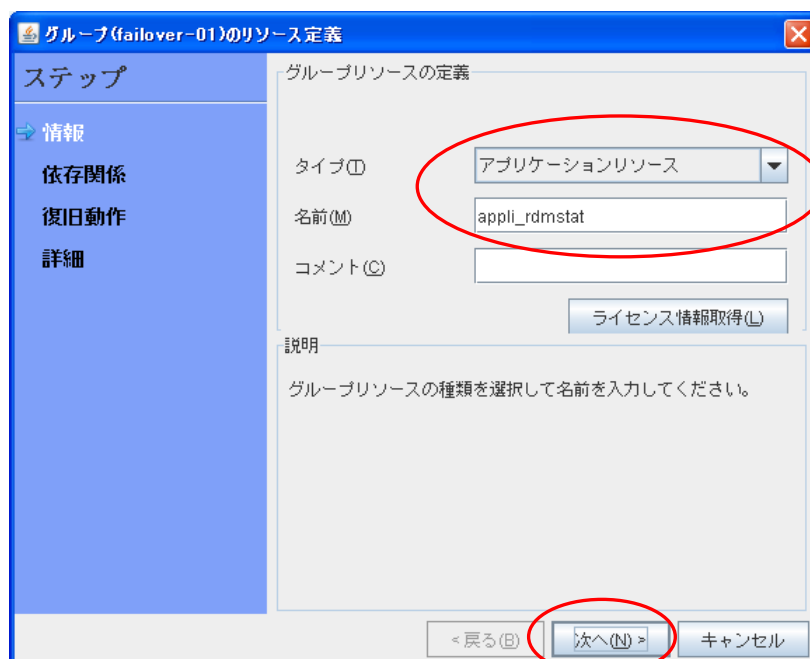 グループ(failover-01)のリソース定義
ステップ
情報
依存関係
復旧動作
詳細
グループリソースの定義
タイプ(T) アプリケーションリソース
名前(M) appli_rdmstat
コメント(C)
ライセンス情報取得(L)
説明
グループリソースの種類を選択して名前を入力してください。
<戻る(B) 次へ(N) > キャンセル